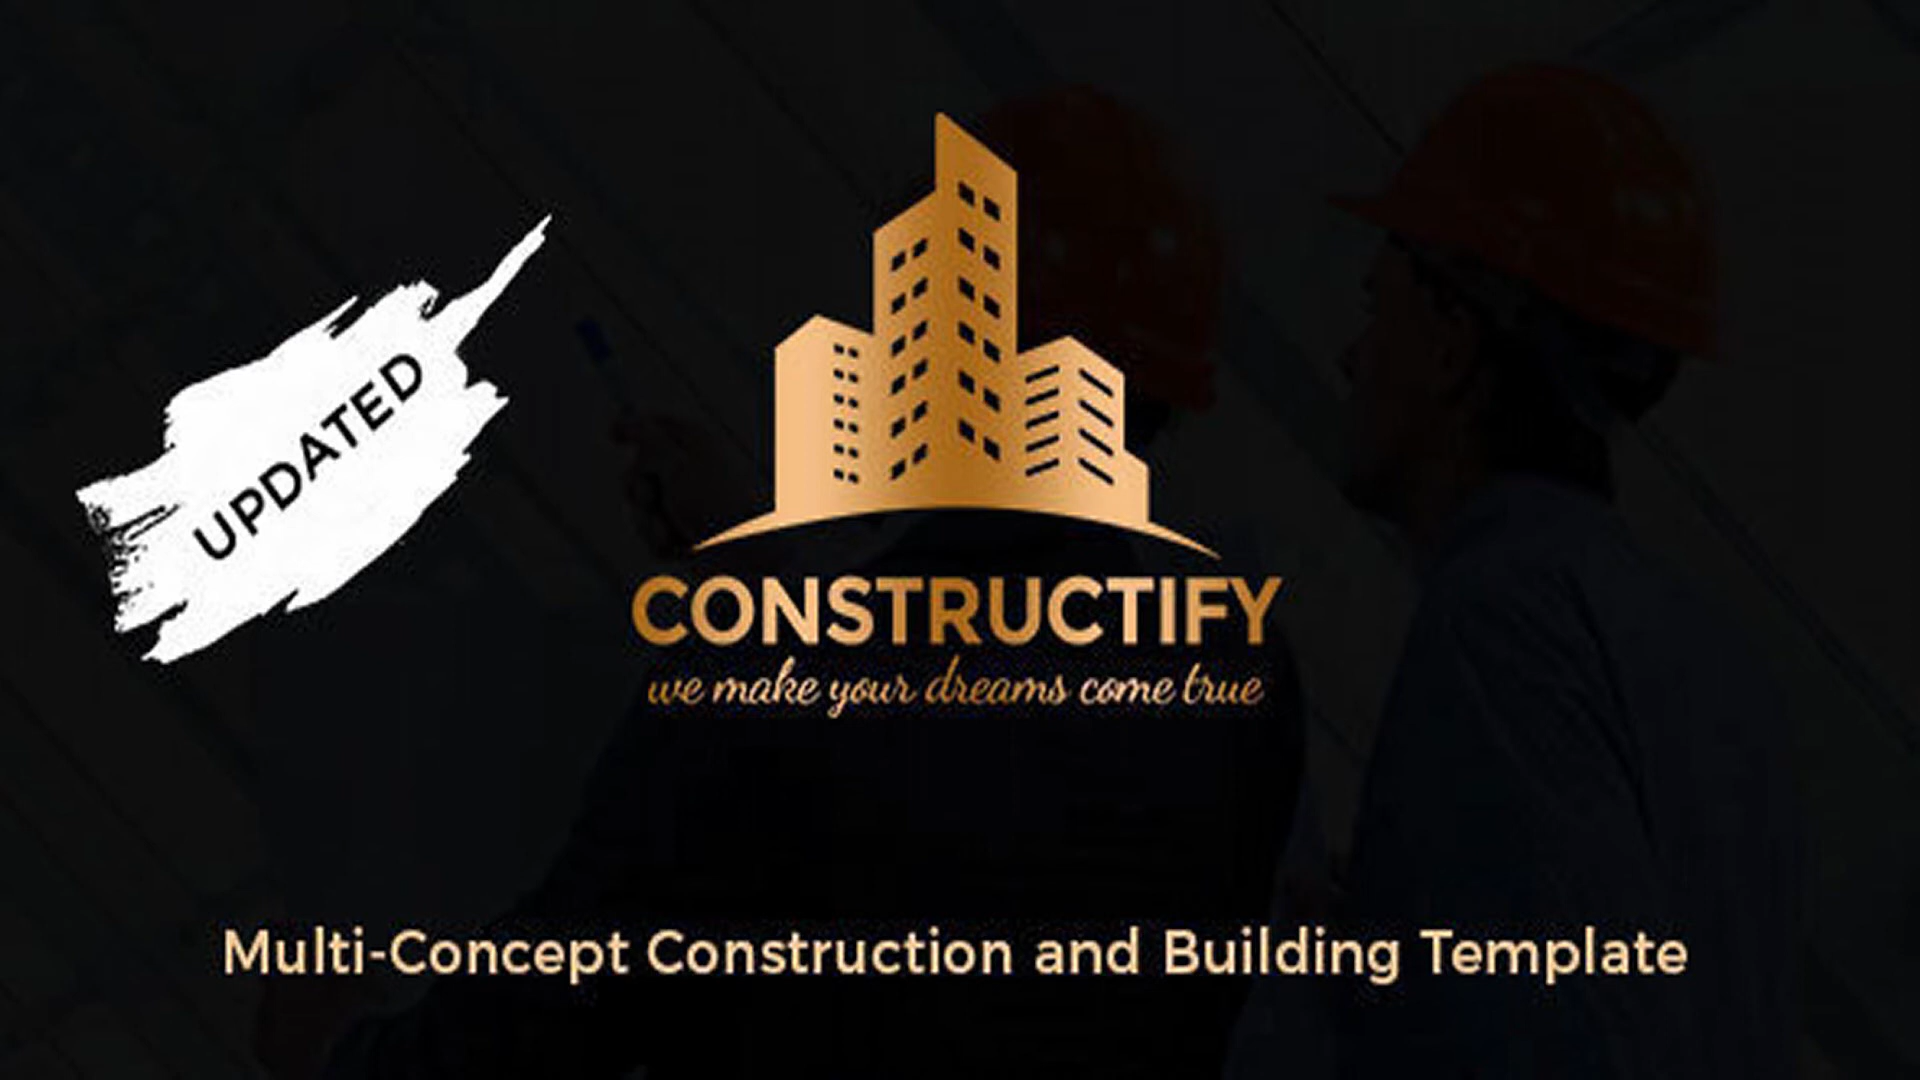 UPDATED
CONSTRUCTIFY
we make your dreams come true
Multi-Concept Construction and Building Template